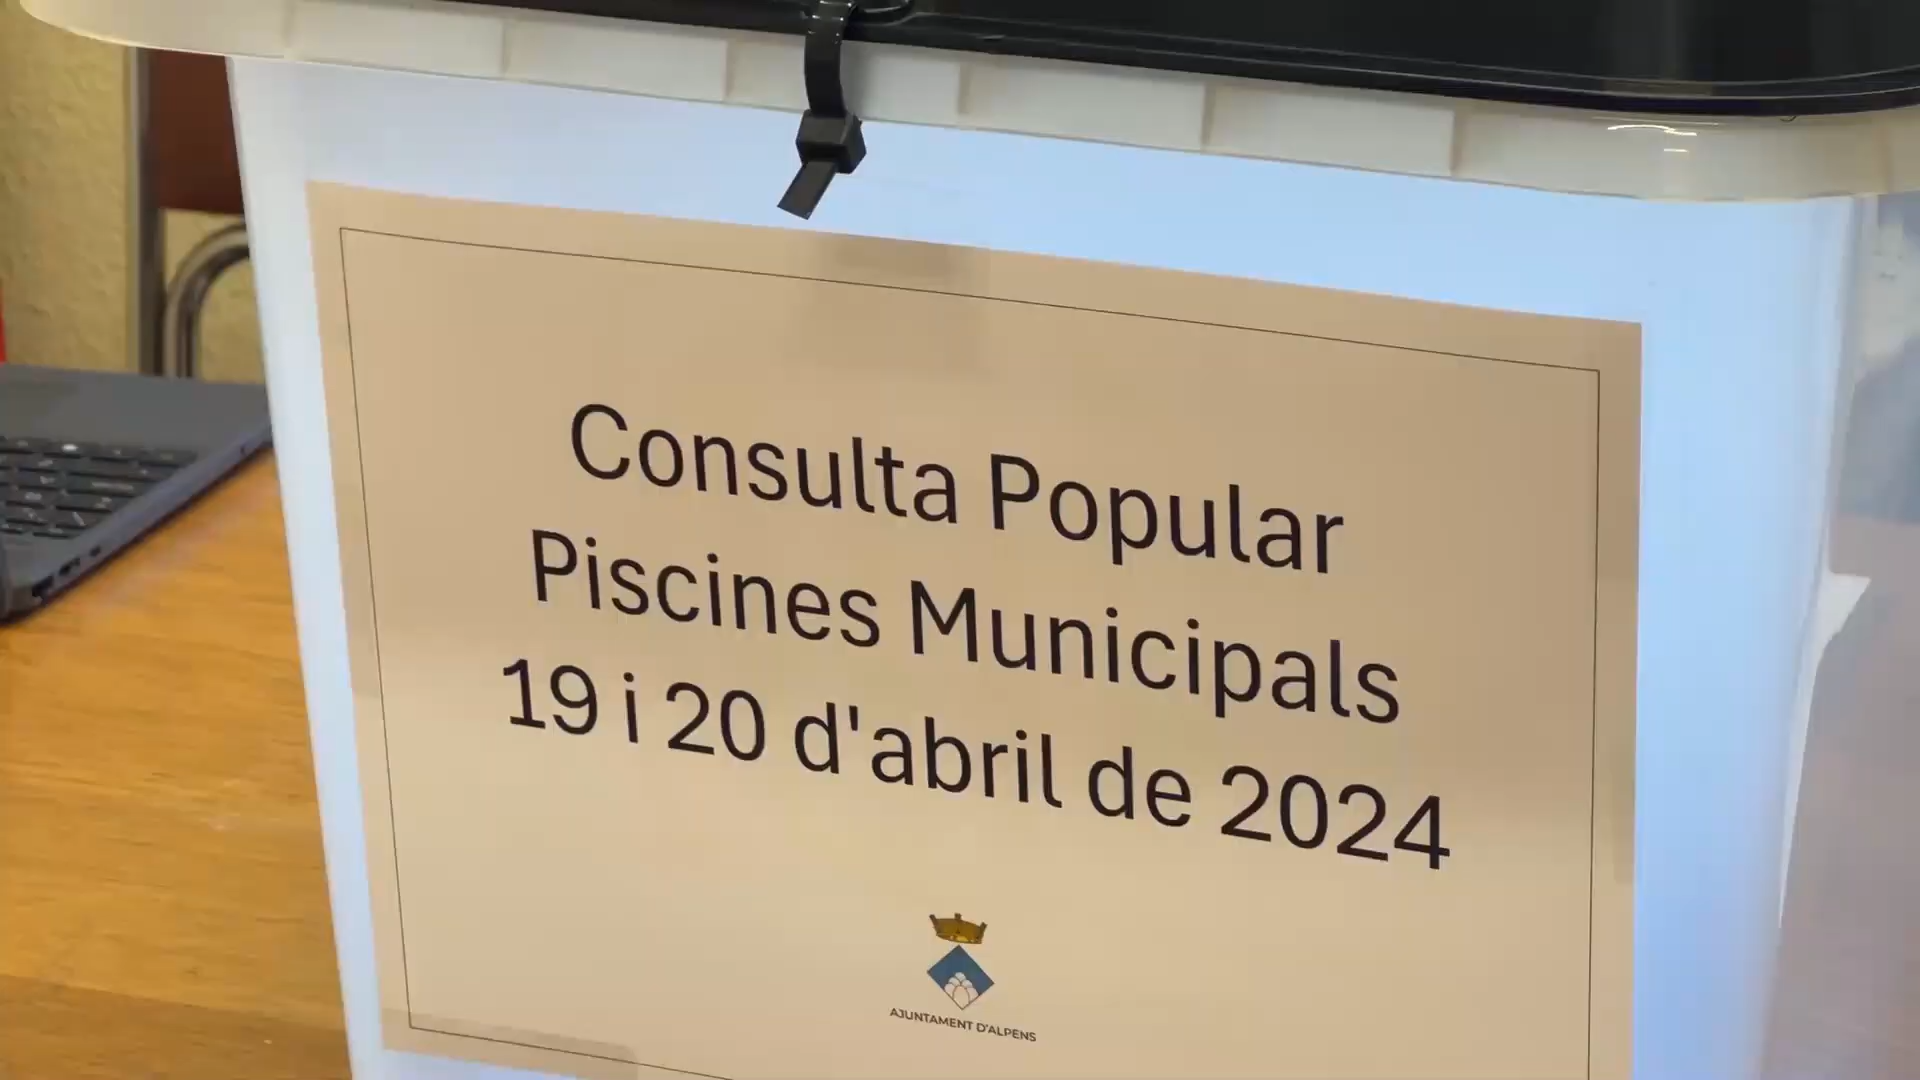 Consulta Popular
Piscines Municipals
19 i 20 d'abril de 2024
AJUNTAMENT D'ALPENS